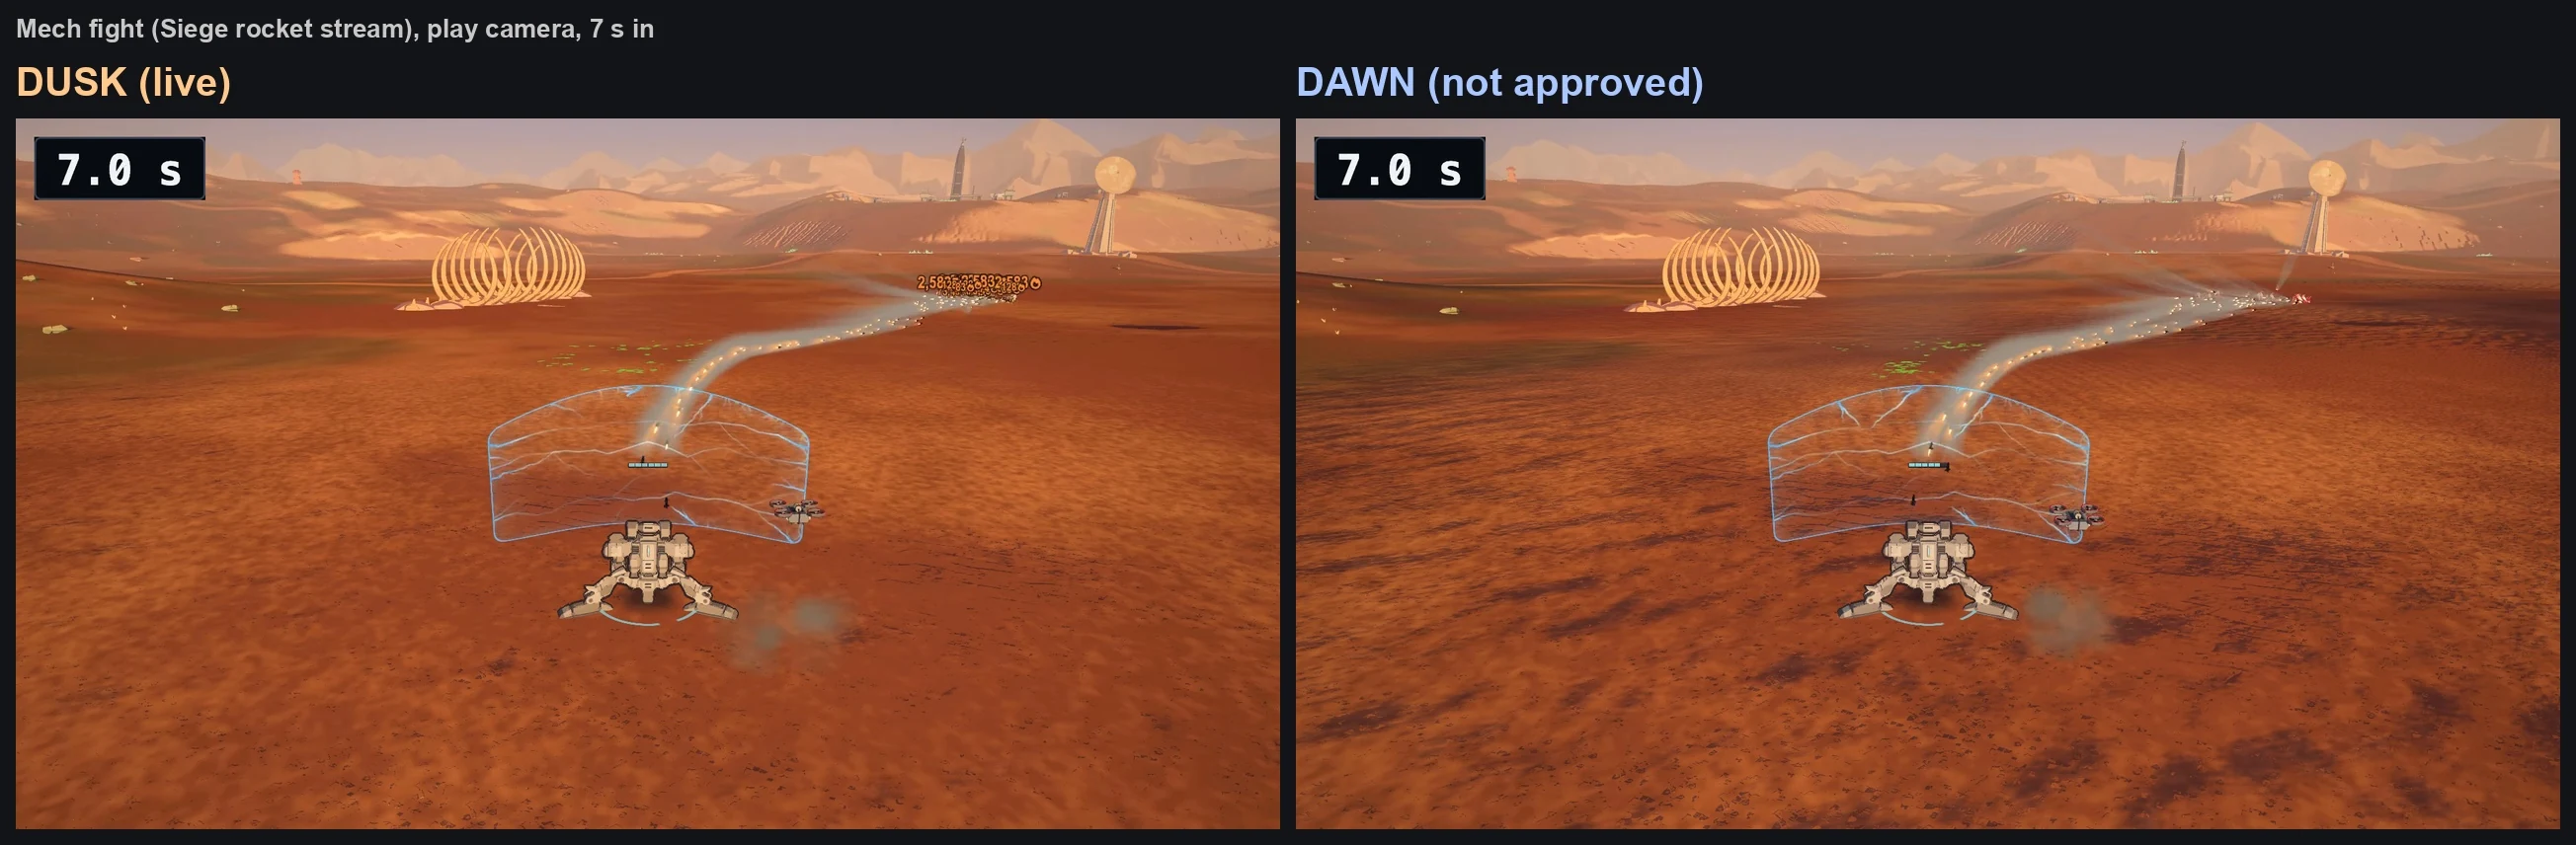 Mech fight (Siege rocket stream), play camera, 7 s in
DUSK (live)
DAWN (not approved)
7.0 s
7.0 s